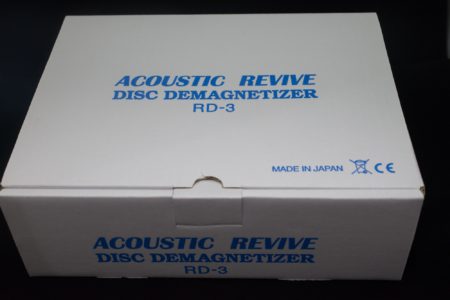 ACOUSTIC REVIVE
DISC DEMAGNETIZER
RD-3
MADE IN JAPAN CE
ACOUSTIC REVIVE
DISC DEMAGNETIZER
RD-3